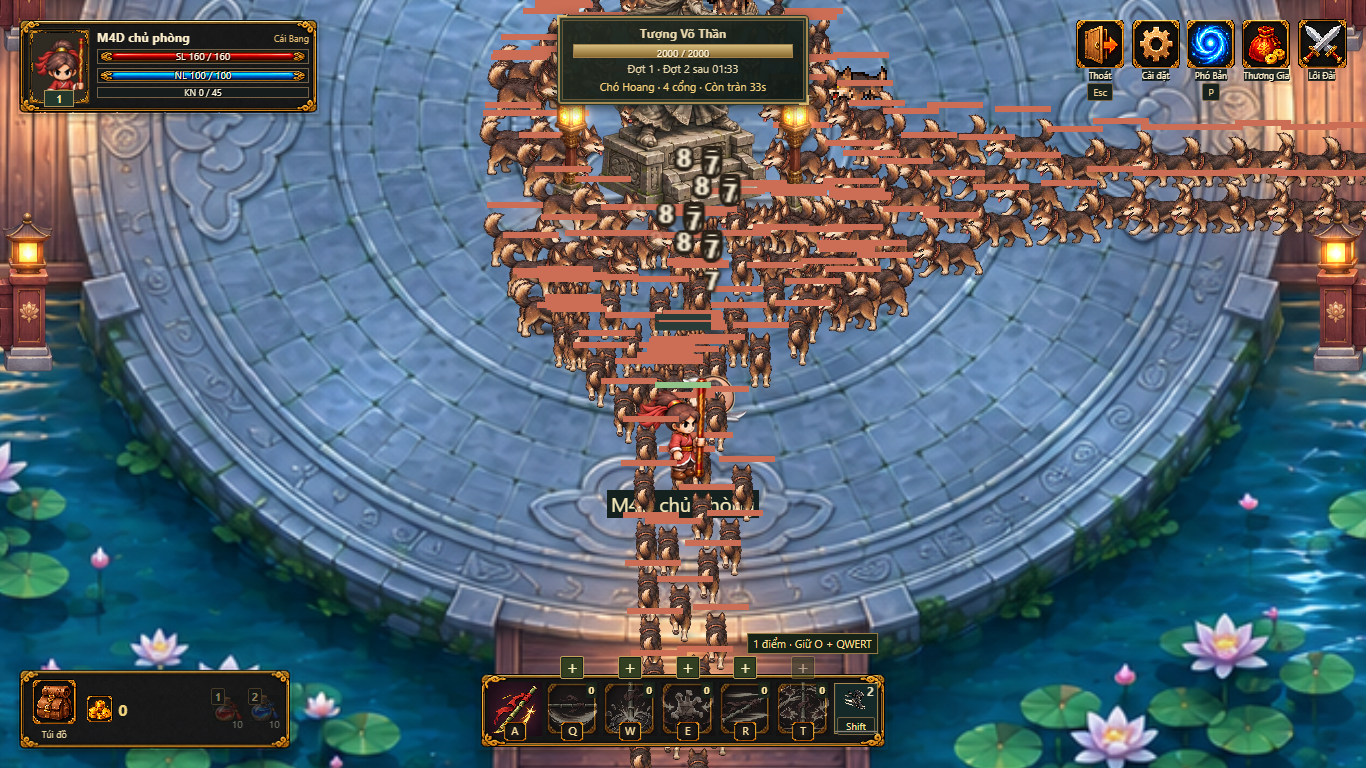 M4D chủ phòng
Cái Bang
SL 160 / 160
NL 100 / 100
KN 0 / 45
1
Tượng Võ Thần
2000 / 2000
Đợt 1 · Đợt 2 sau 01:33
Chó Hoang · 4 cổng · Còn tràn 33s
Thoát
Cài đặt
Phó Bản
Thương Gia
Lôi Đài
Esc
P
8 7
8 7
8 7
8 7
7
M4 chủ
1 điểm · Giữ O + QWERT
+ + + + +
0 0 0 0 0 2
A Q W E R T Shift
0
1 2
10 10
Túi đồ